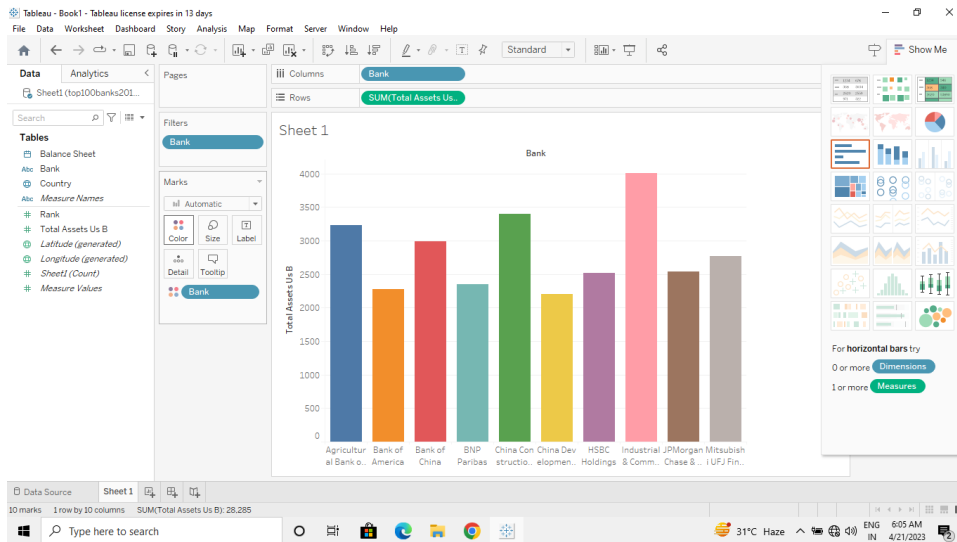 Tableau - Book1 - Tableau license expires in 13 days
File Data Worksheet Dashboard Story Analysis Map Format Server Window Help
Standard
Show Me
Data Analytics
Sheet1 (top100banks201...
Search
Tables
Balance Sheet
Abc Bank
Country
Abc Measure Names
# Rank
# Total Assets Us B
Latitude (generated)
Longitude (generated)
# Sheet1 (Count)
# Measure Values
Pages
Filters
Bank
Marks
Automatic
Color Size Label
Detail Tooltip
Bank
Columns Bank
Rows SUM(Total Assets Us..
Sheet 1
Bank
Total Assets Us B
4000
3500
3000
2500
2000
1500
1000
500
0
Agricultur Bank of Bank of BNP China Con China Dev HSBC Industrial JPMorgan Mitsubish
al Bank o.. America China Paribas structio... elopmen.. Holdings & Comm.. Chase & .. i UFJ Fin..
For horizontal bars try
0 or more Dimensions
1 or more Measures
Data Source Sheet 1
10 marks 1 row by 10 columns SUM(Total Assets Us B): 28,285
Type here to search
31°C Haze
ENG
IN
6:05 AM
4/21/2023
2